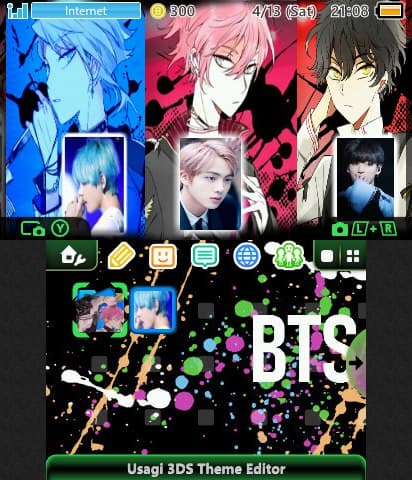 Internet
300
4/13 (Sat)
21:08
Y
L+R
BTS
Usagi 3DS Theme Editor